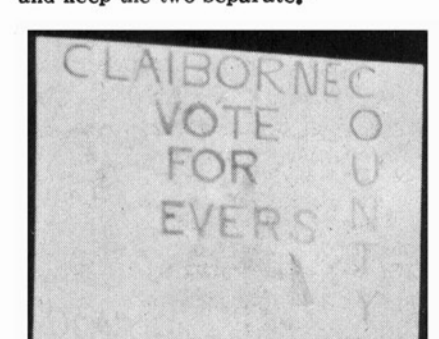 and keep the two separate.
CLAIBORNE
VOTE
FOR
EVERS
COUNTY